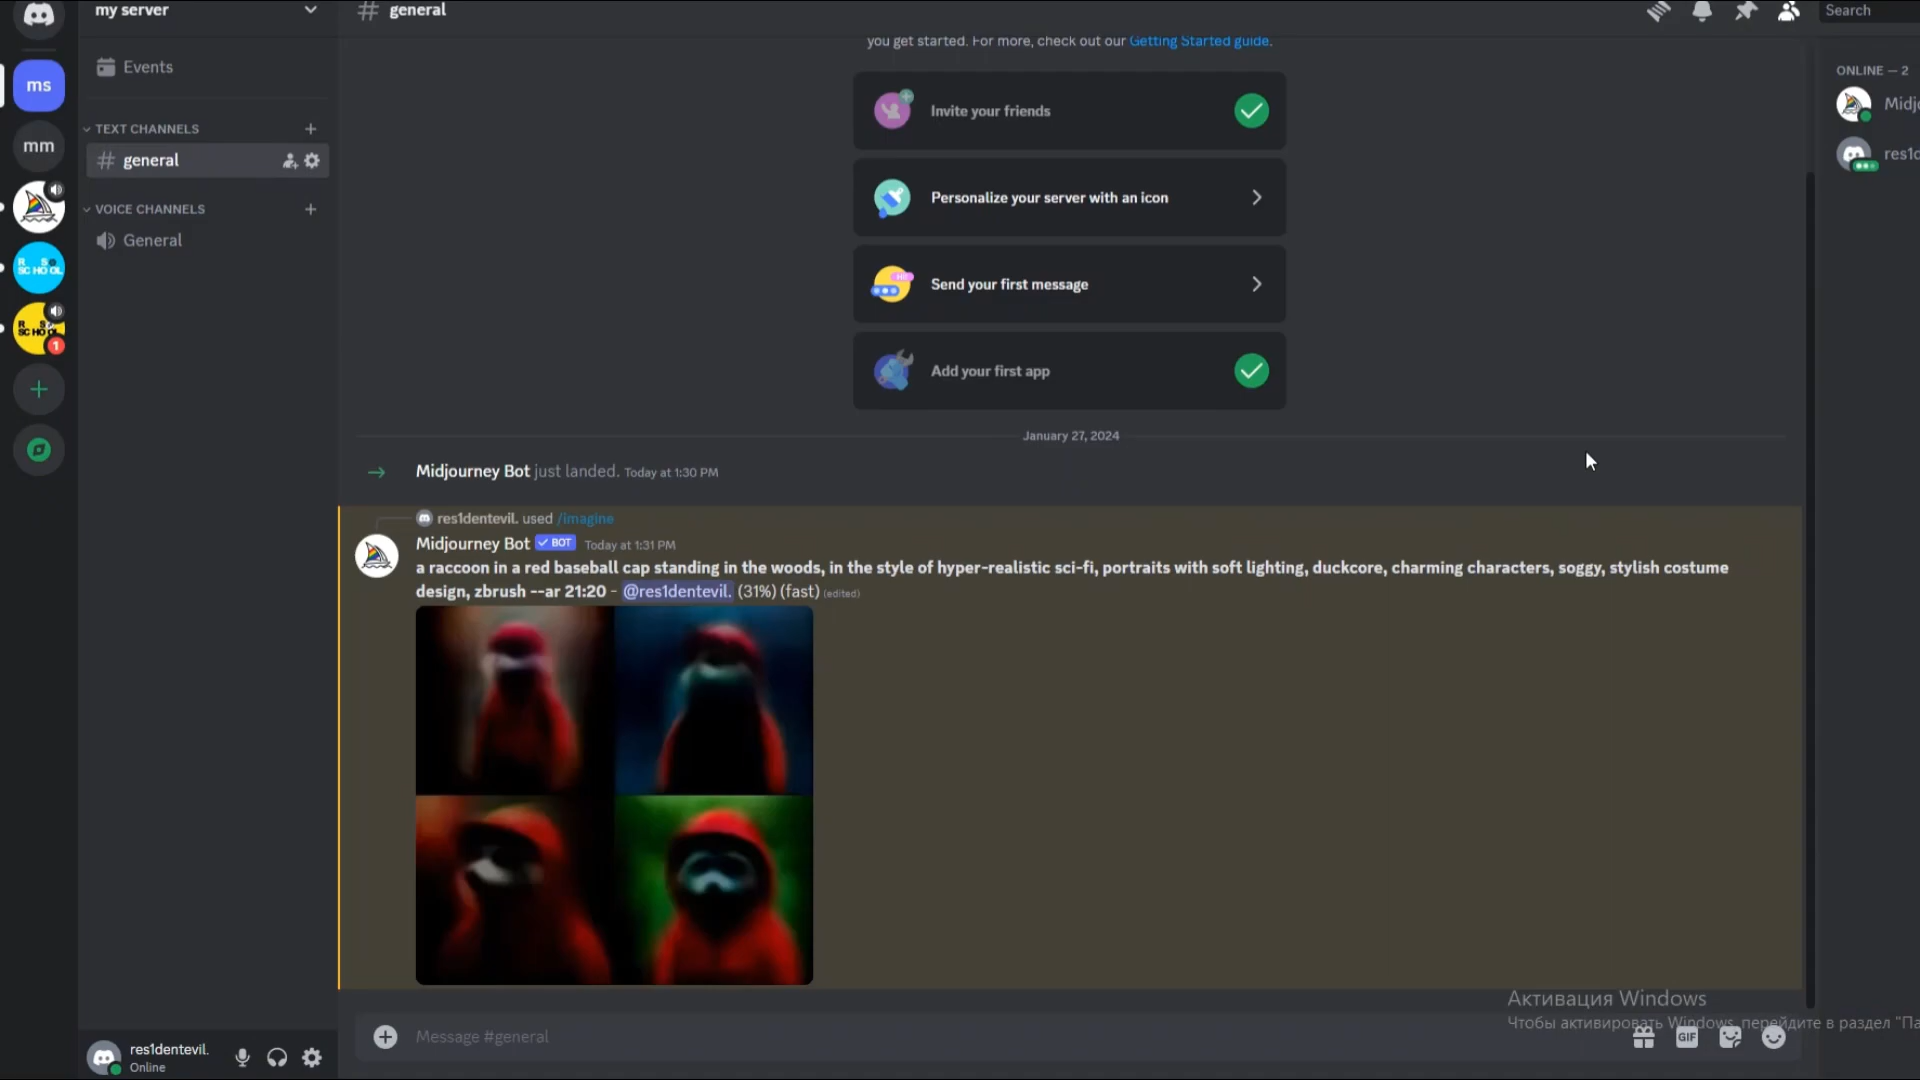 my server
general
Search
you get started. For more, check out our Getting Started guide.
Events
ms
ONLINE — 2
Invite your friends
TEXT CHANNELS
mm
general
res1d
Personalize your server with an icon
VOICE CHANNELS
General
Send your first message
1
Add your first app
January 27, 2024
Midjourney Bot just landed. Today at 1:30 PM
res1dentevil. used /imagine
Midjourney Bot BOT Today at 1:31 PM
a raccoon in a red baseball cap standing in the woods, in the style of hyper-realistic sci-fi, portraits with soft lighting, duckcore, charming characters, soggy, stylish costume
design, zbrush --ar 21:20 - @res1dentevil. (31%) (fast) (edited)
Активация Windows
Чтобы активировать Windows, перейдите в раздел "Па
Message #general
GIF
res1dentevil.
Online